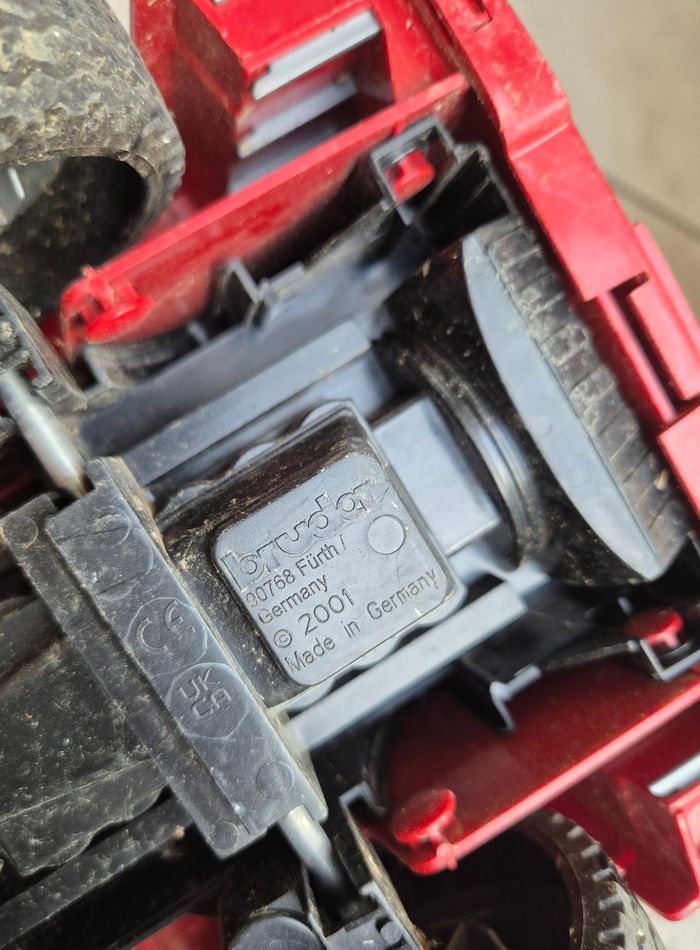 bruder
90768 Fürth /
Germany
© 2001
Made in Germany
CE
UK
CA